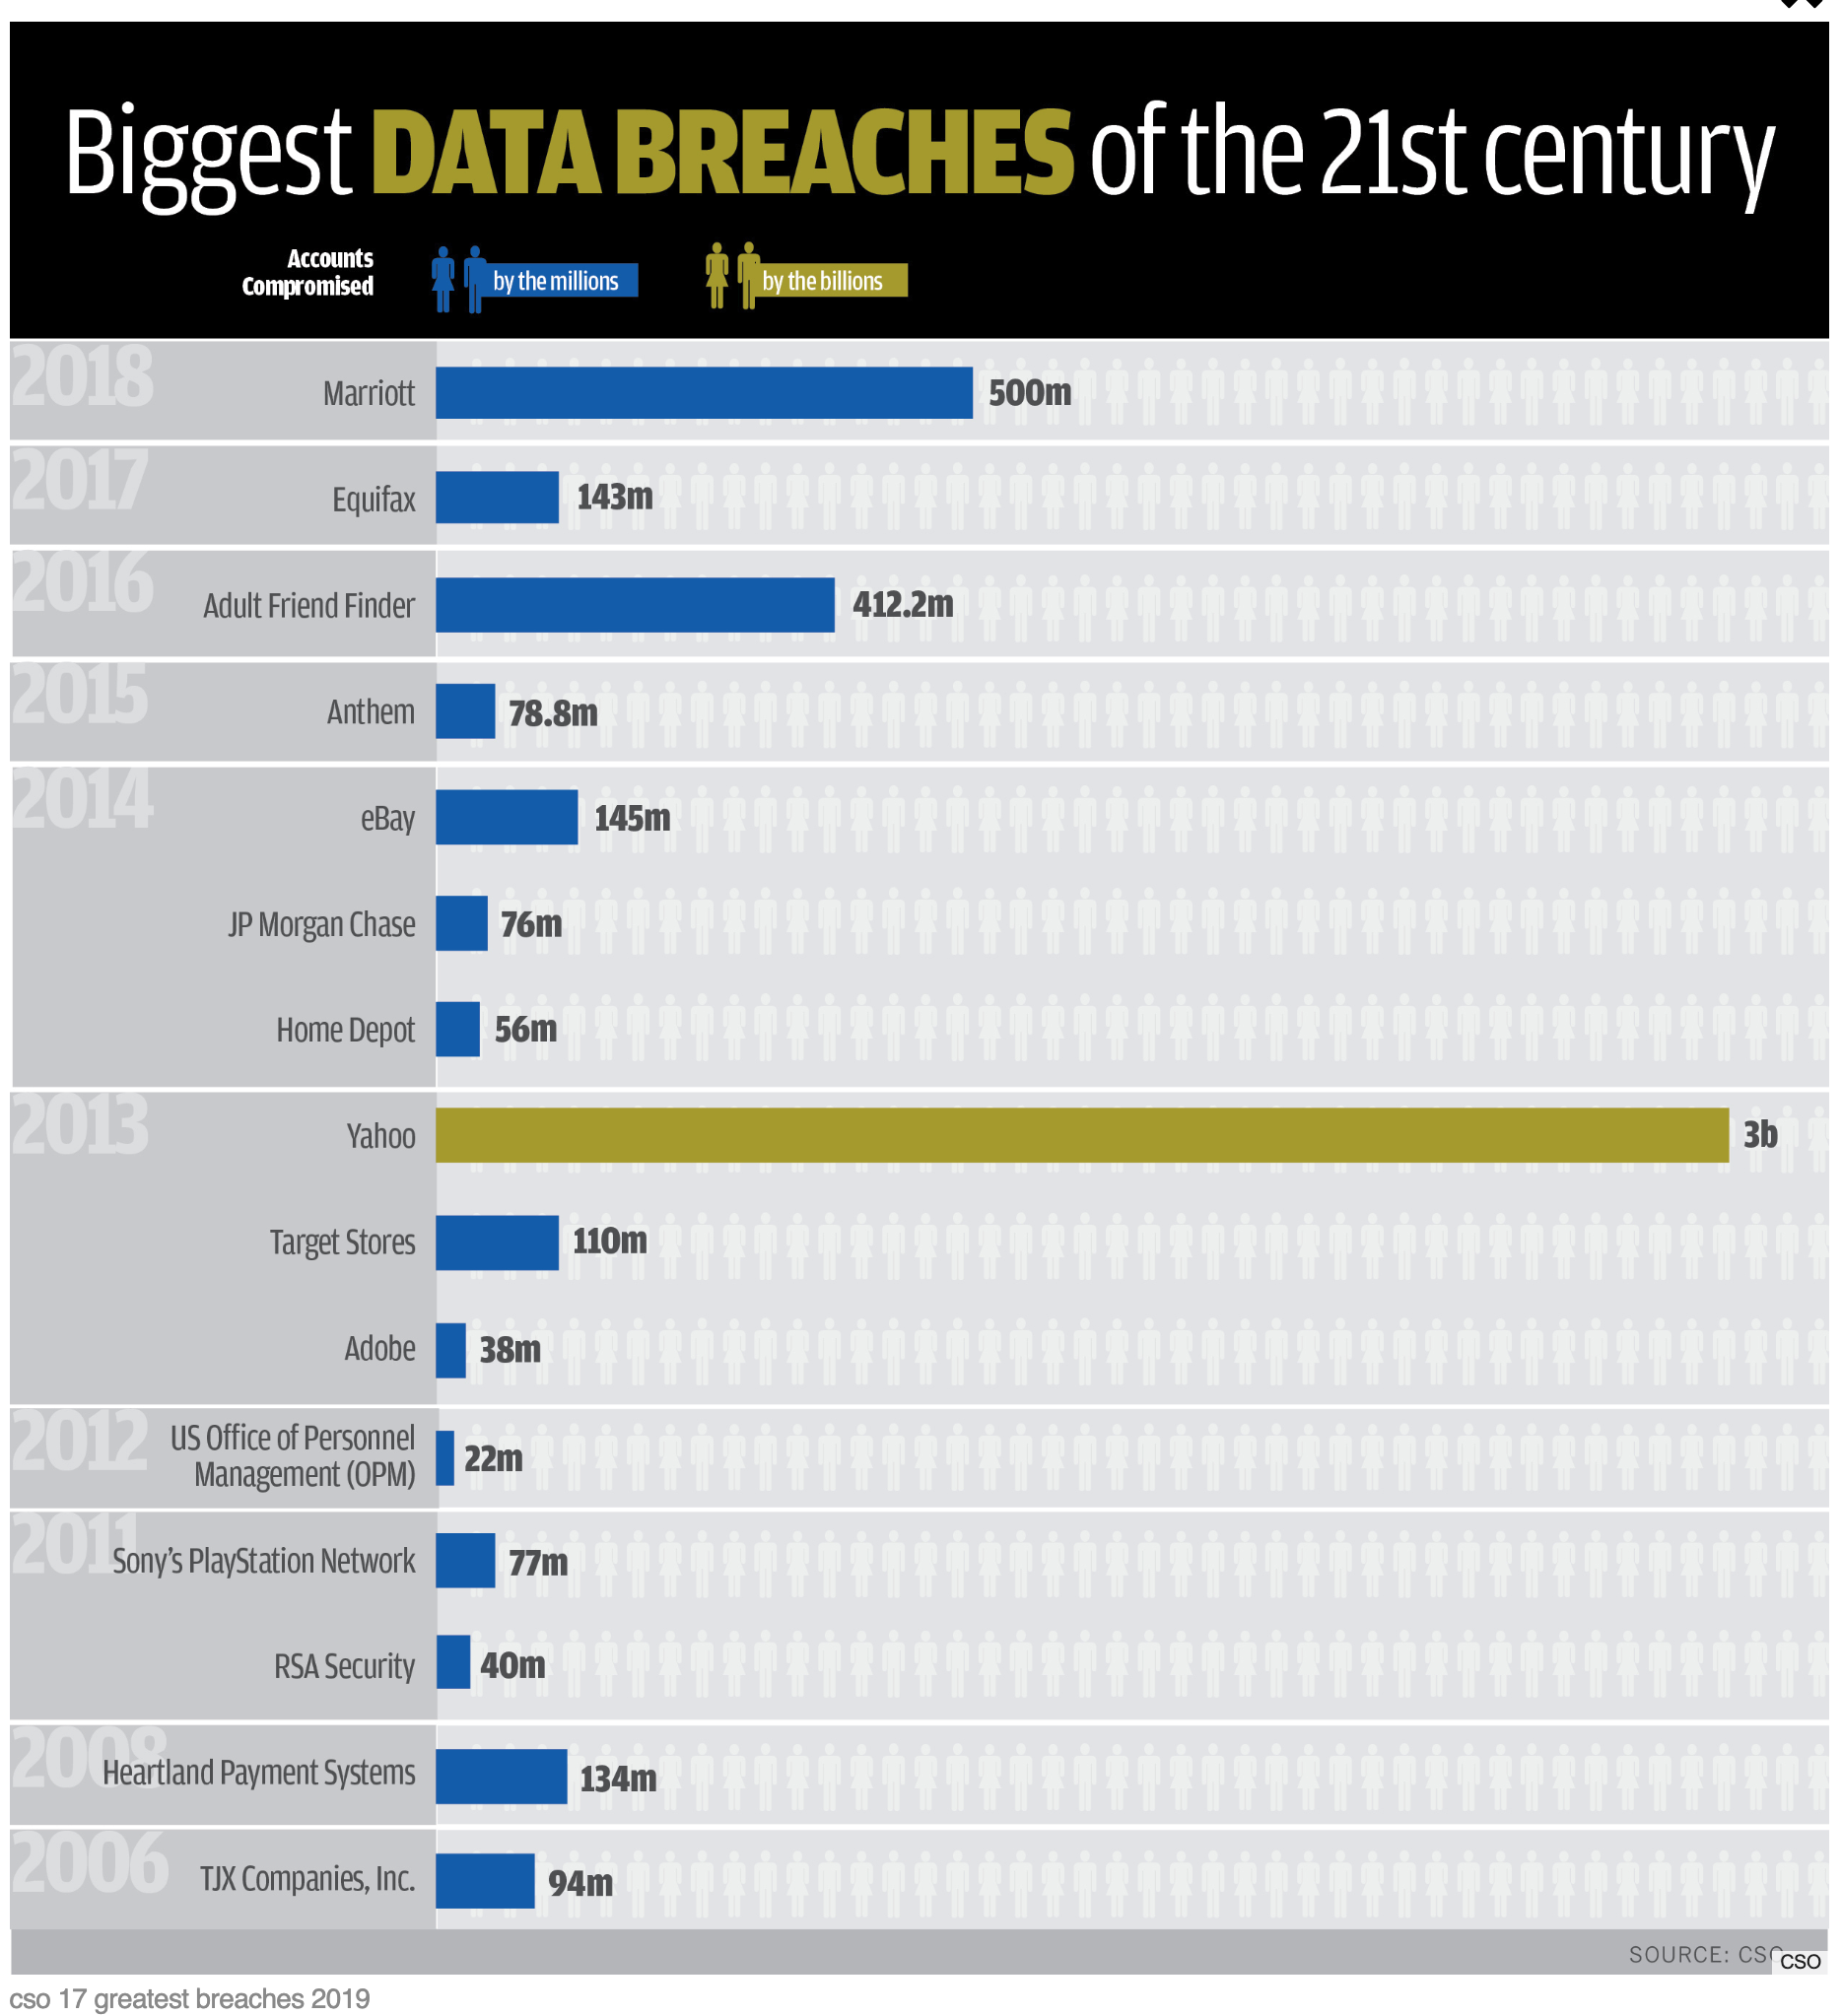 Biggest DATA BREACHES of the 21st century
Accounts
Compromised
by the millions
by the billions
2018
Marriott
500m
2017
Equifax
143m
2016
Adult Friend Finder
412.2m
2015
Anthem
78.8m
2014
eBay
145m
JP Morgan Chase
76m
Home Depot
56m
2013
Yahoo
3b
Target Stores
110m
Adobe
38m
2012
US Office of Personnel
Management (OPM)
22m
2011
Sony's PlayStation Network
77m
RSA Security
40m
2008
Heartland Payment Systems
134m
2006
TJX Companies, Inc.
94m
SOURCE: CSO
CSO
cso 17 greatest breaches 2019